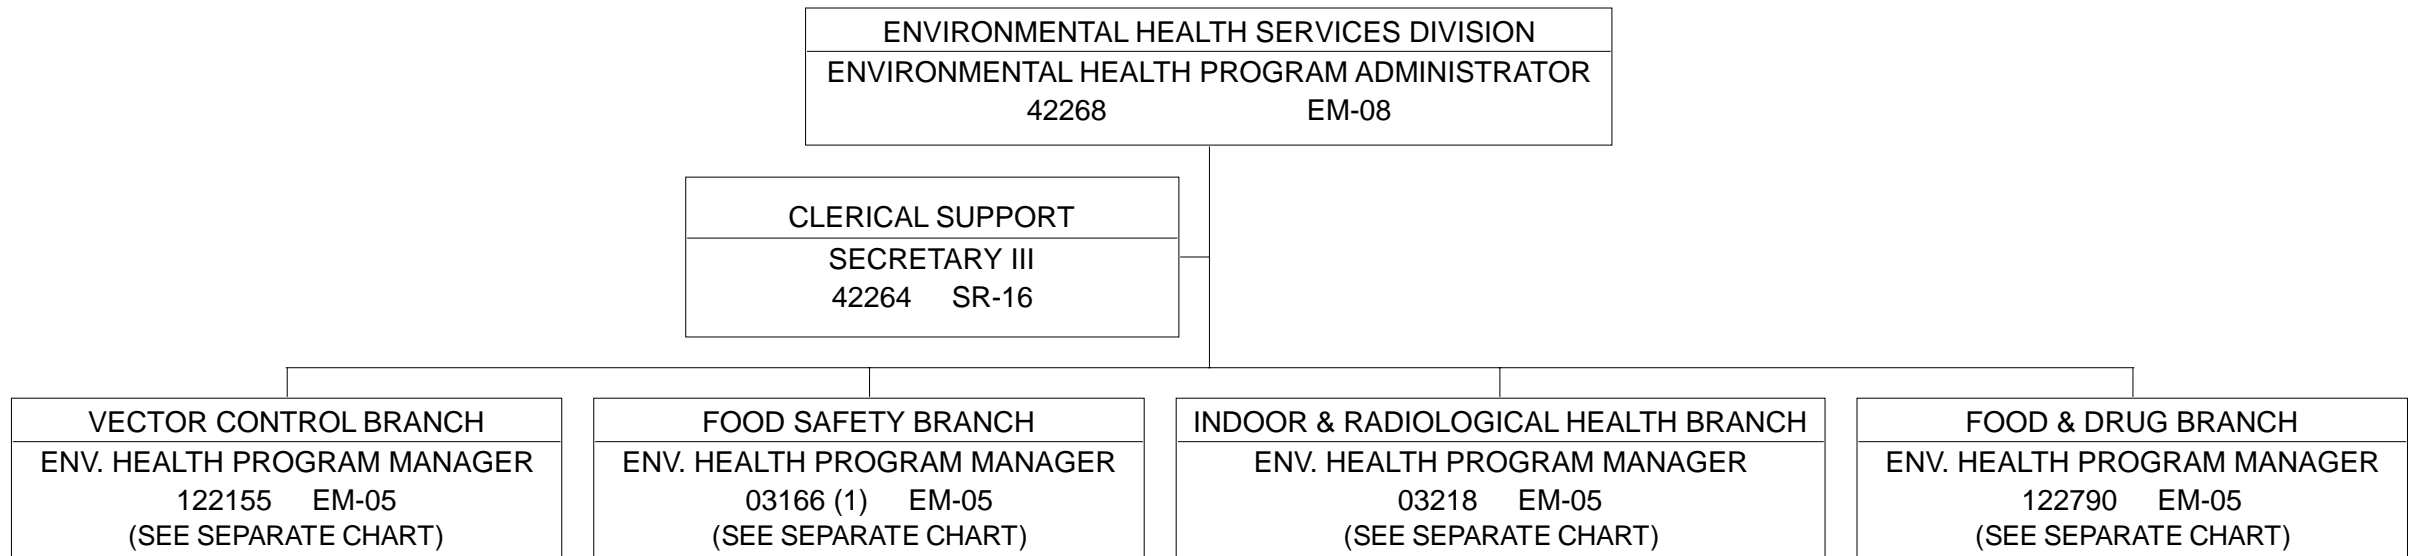 ENVIRONMENTAL HEALTH SERVICES DIVISION
ENVIRONMENTAL HEALTH PROGRAM ADMINISTRATOR
42268 EM-08
CLERICAL SUPPORT
SECRETARY III
42264 SR-16
VECTOR CONTROL BRANCH
ENV. HEALTH PROGRAM MANAGER
122155 EM-05
(SEE SEPARATE CHART)
FOOD SAFETY BRANCH
ENV. HEALTH PROGRAM MANAGER
03166 (1) EM-05
(SEE SEPARATE CHART)
INDOOR & RADIOLOGICAL HEALTH BRANCH
ENV. HEALTH PROGRAM MANAGER
03218 EM-05
(SEE SEPARATE CHART)
FOOD & DRUG BRANCH
ENV. HEALTH PROGRAM MANAGER
122790 EM-05
(SEE SEPARATE CHART)